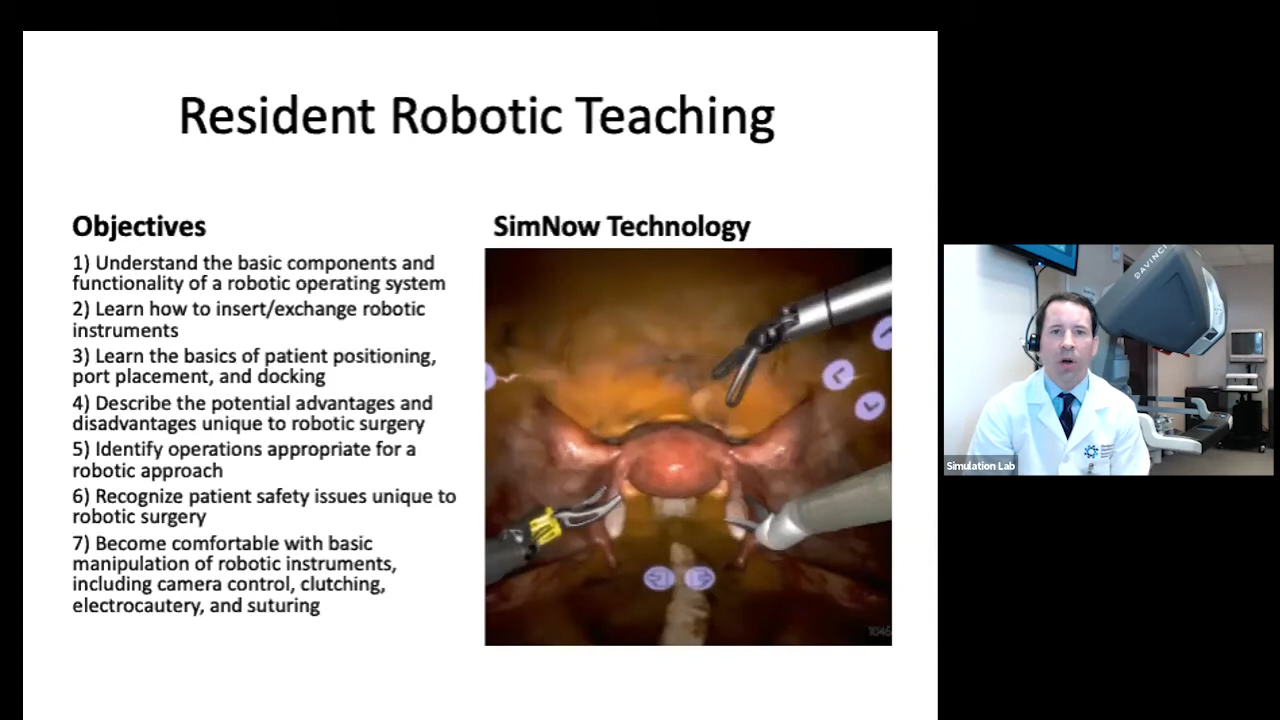 Resident Robotic Teaching
Objectives
1) Understand the basic components and
functionality of a robotic operating system
2) Learn how to insert/exchange robotic
instruments
3) Learn the basics of patient positioning,
port placement, and docking
4) Describe the potential advantages and
disadvantages unique to robotic surgery
5) Identify operations appropriate for a
robotic approach
6) Recognize patient safety issues unique to
robotic surgery
7) Become comfortable with basic
manipulation of robotic instruments,
including camera control, clutching,
electrocautery, and suturing
SimNow Technology
DAVINCI
Simulation Lab